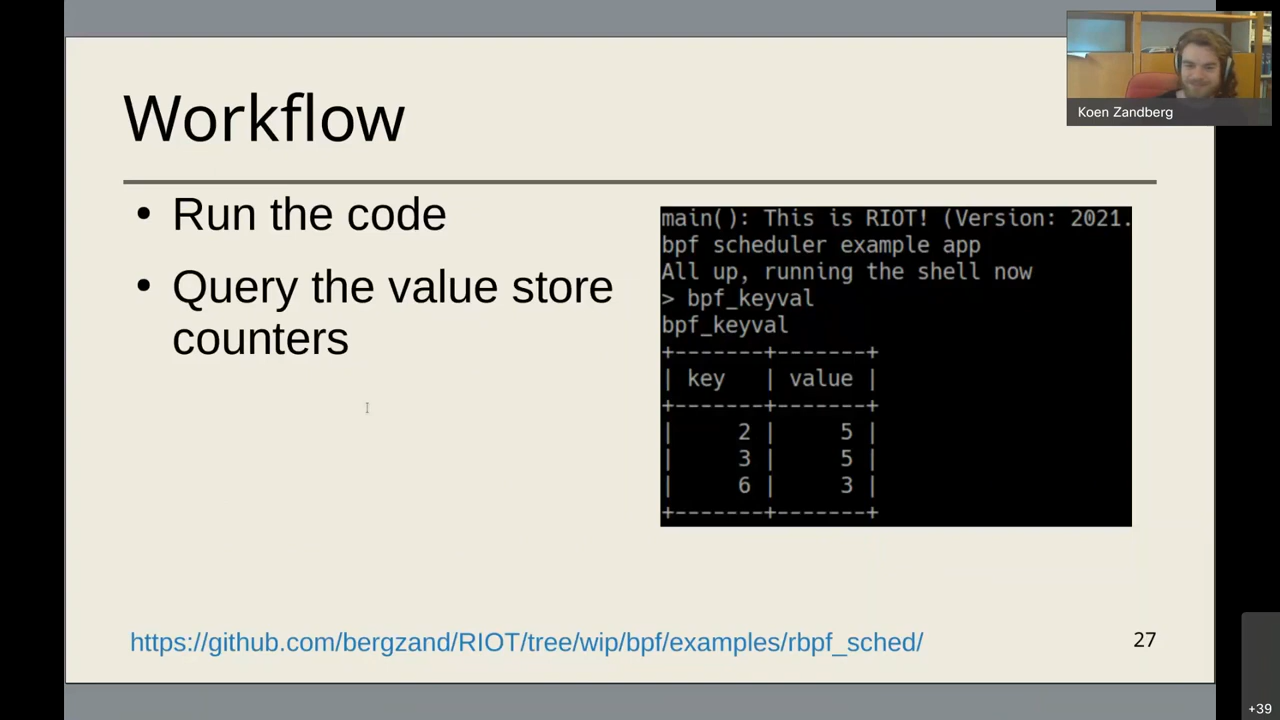 Workflow
Koen Zandberg
• Run the code
• Query the value store
counters
main(): This is RIOT! (Version: 2021.
bpf scheduler example app
All up, running the shell now
> bpf_keyval
bpf_keyval
+-------+-------+
| key   | value |
+-------+-------+
|     2 |     5 |
|     3 |     5 |
|     6 |     3 |
+-------+-------+
https://github.com/bergzand/RIOT/tree/wip/bpf/examples/rbpf_sched/
27
+39